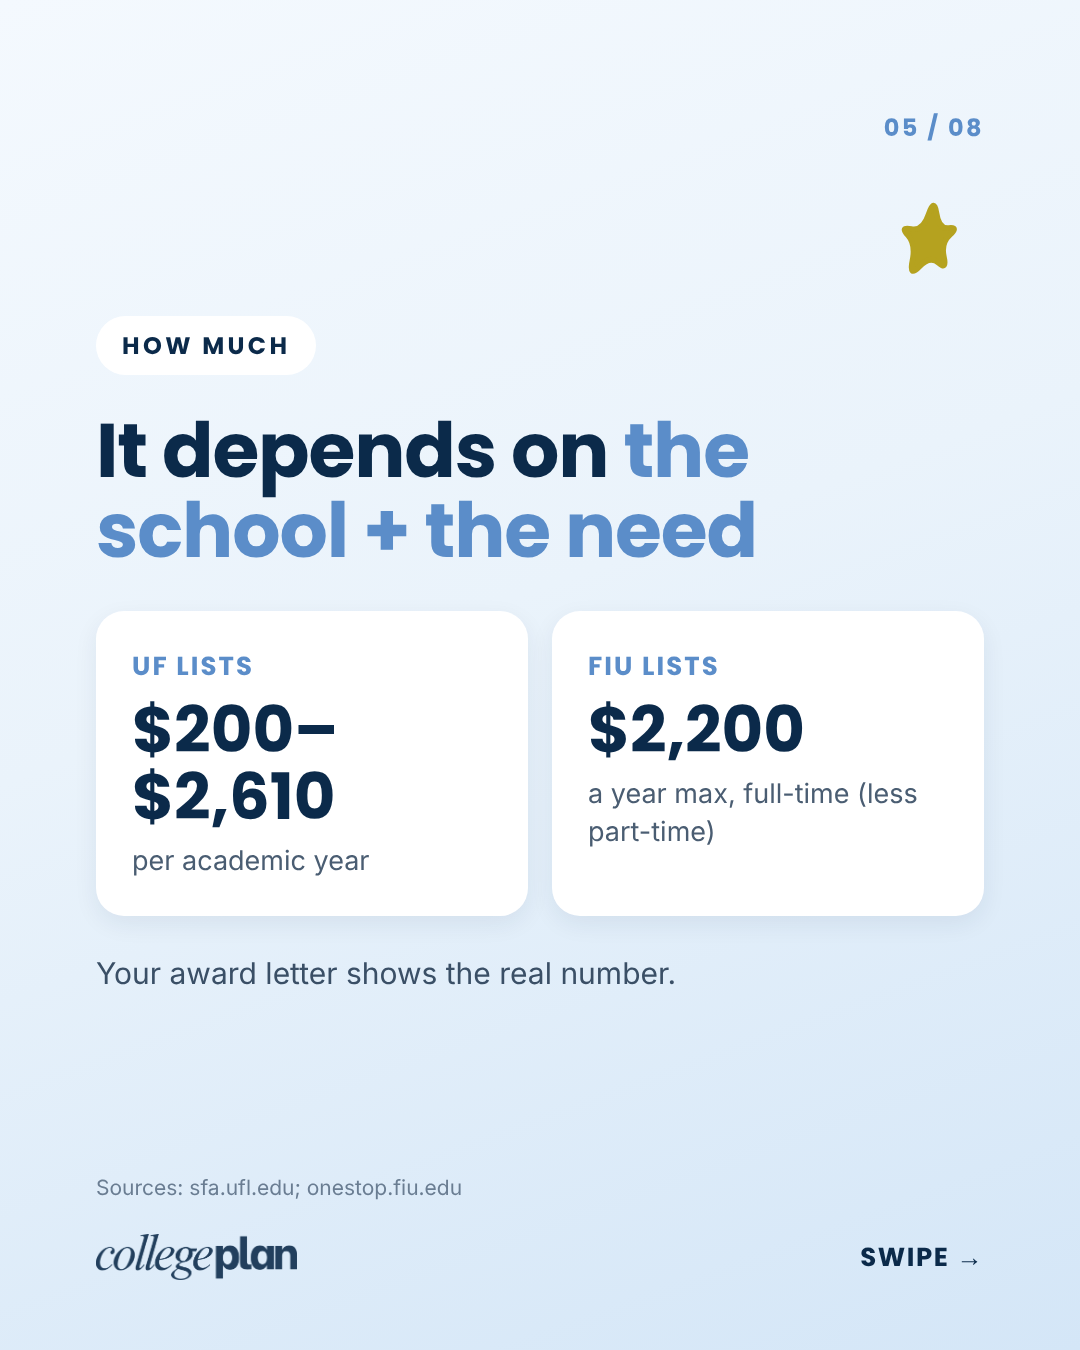 05 / 08
HOW MUCH
It depends on the
school + the need
UF LISTS
$200–
$2,610
per academic year
FIU LISTS
$2,200
a year max, full-time (less
part-time)
Your award letter shows the real number.
Sources: sfa.ufl.edu; onestop.fiu.edu
collegeplan
SWIPE →